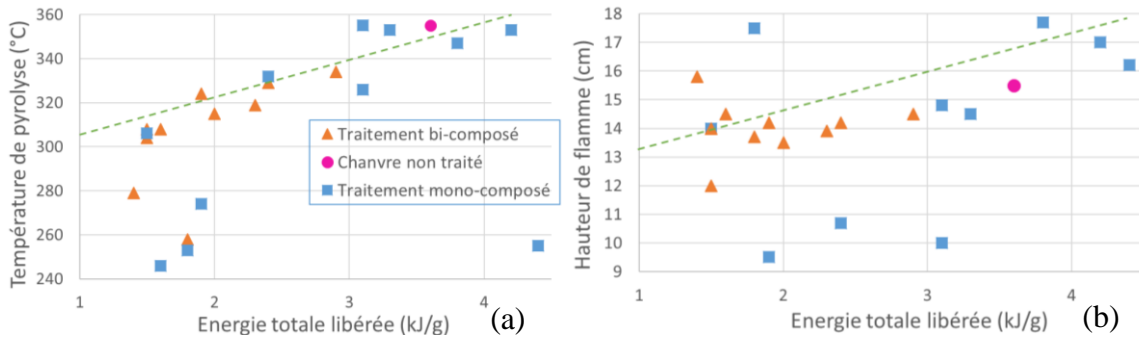 Température de pyrolyse (°C)
360
340
320
300
280
260
240
Traitement bi-composé
Chanvre non traité
Traitement mono-composé
1
2
3
4
Energie totale libérée (kJ/g)
(a)
Hauteur de flamme (cm)
18
17
16
15
14
13
12
11
10
9
1
2
3
4
Energie totale libérée (kJ/g)
(b)